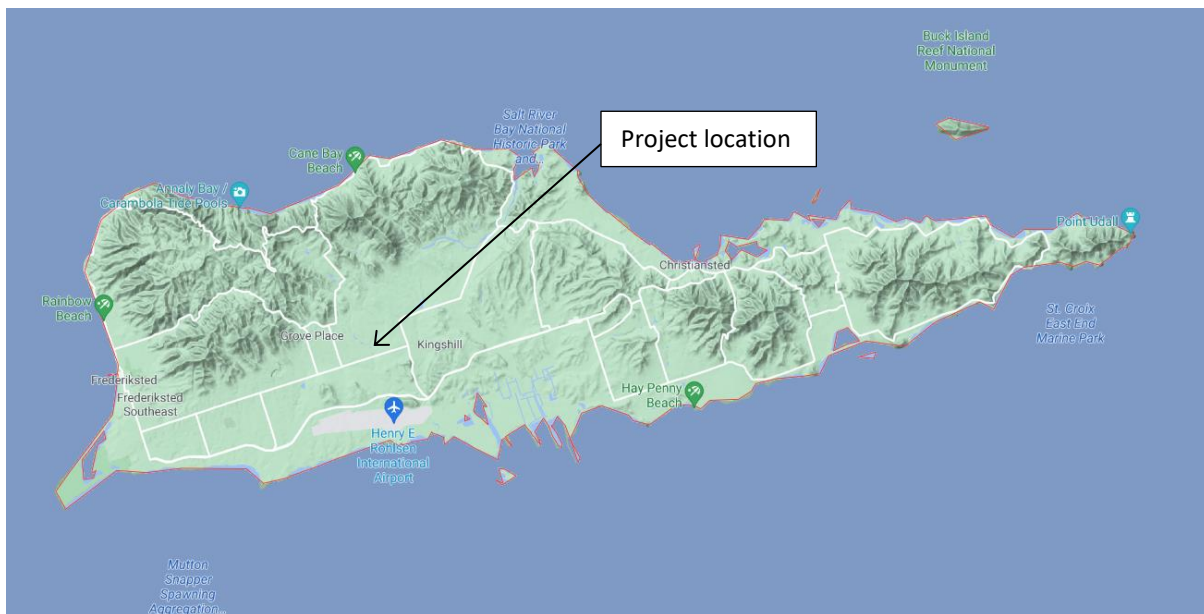 Buck Island
Reef National
Monument
Salt River
Bay National
Historic Park
and...
Project location
Cane Bay
Beach
Annaly Bay /
Carambola Tide Pools
Point Udall
Christiansted
Rainbow
Beach
St. Croix
East End
Marine Park
Grove Place
Kingshill
Frederiksted
Frederiksted
Southeast
Hay Penny
Beach
Henry E
Rohlsen
International
Airport
Mutton
Snapper
Spawning
Aggregation...